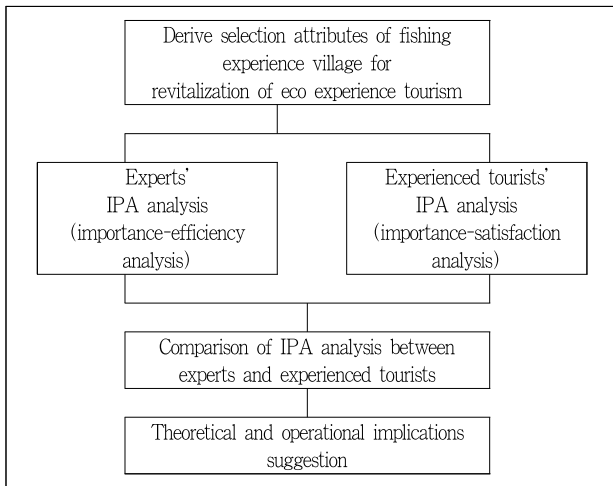 Derive selection attributes of fishing
experience village for
revitalization of eco experience tourism
Experts'
IPA analysis
(importance-efficiency
analysis)
Experienced tourists'
IPA analysis
(importance-satisfaction
analysis)
Comparison of IPA analysis between
experts and experienced tourists
Theoretical and operational implications
suggestion